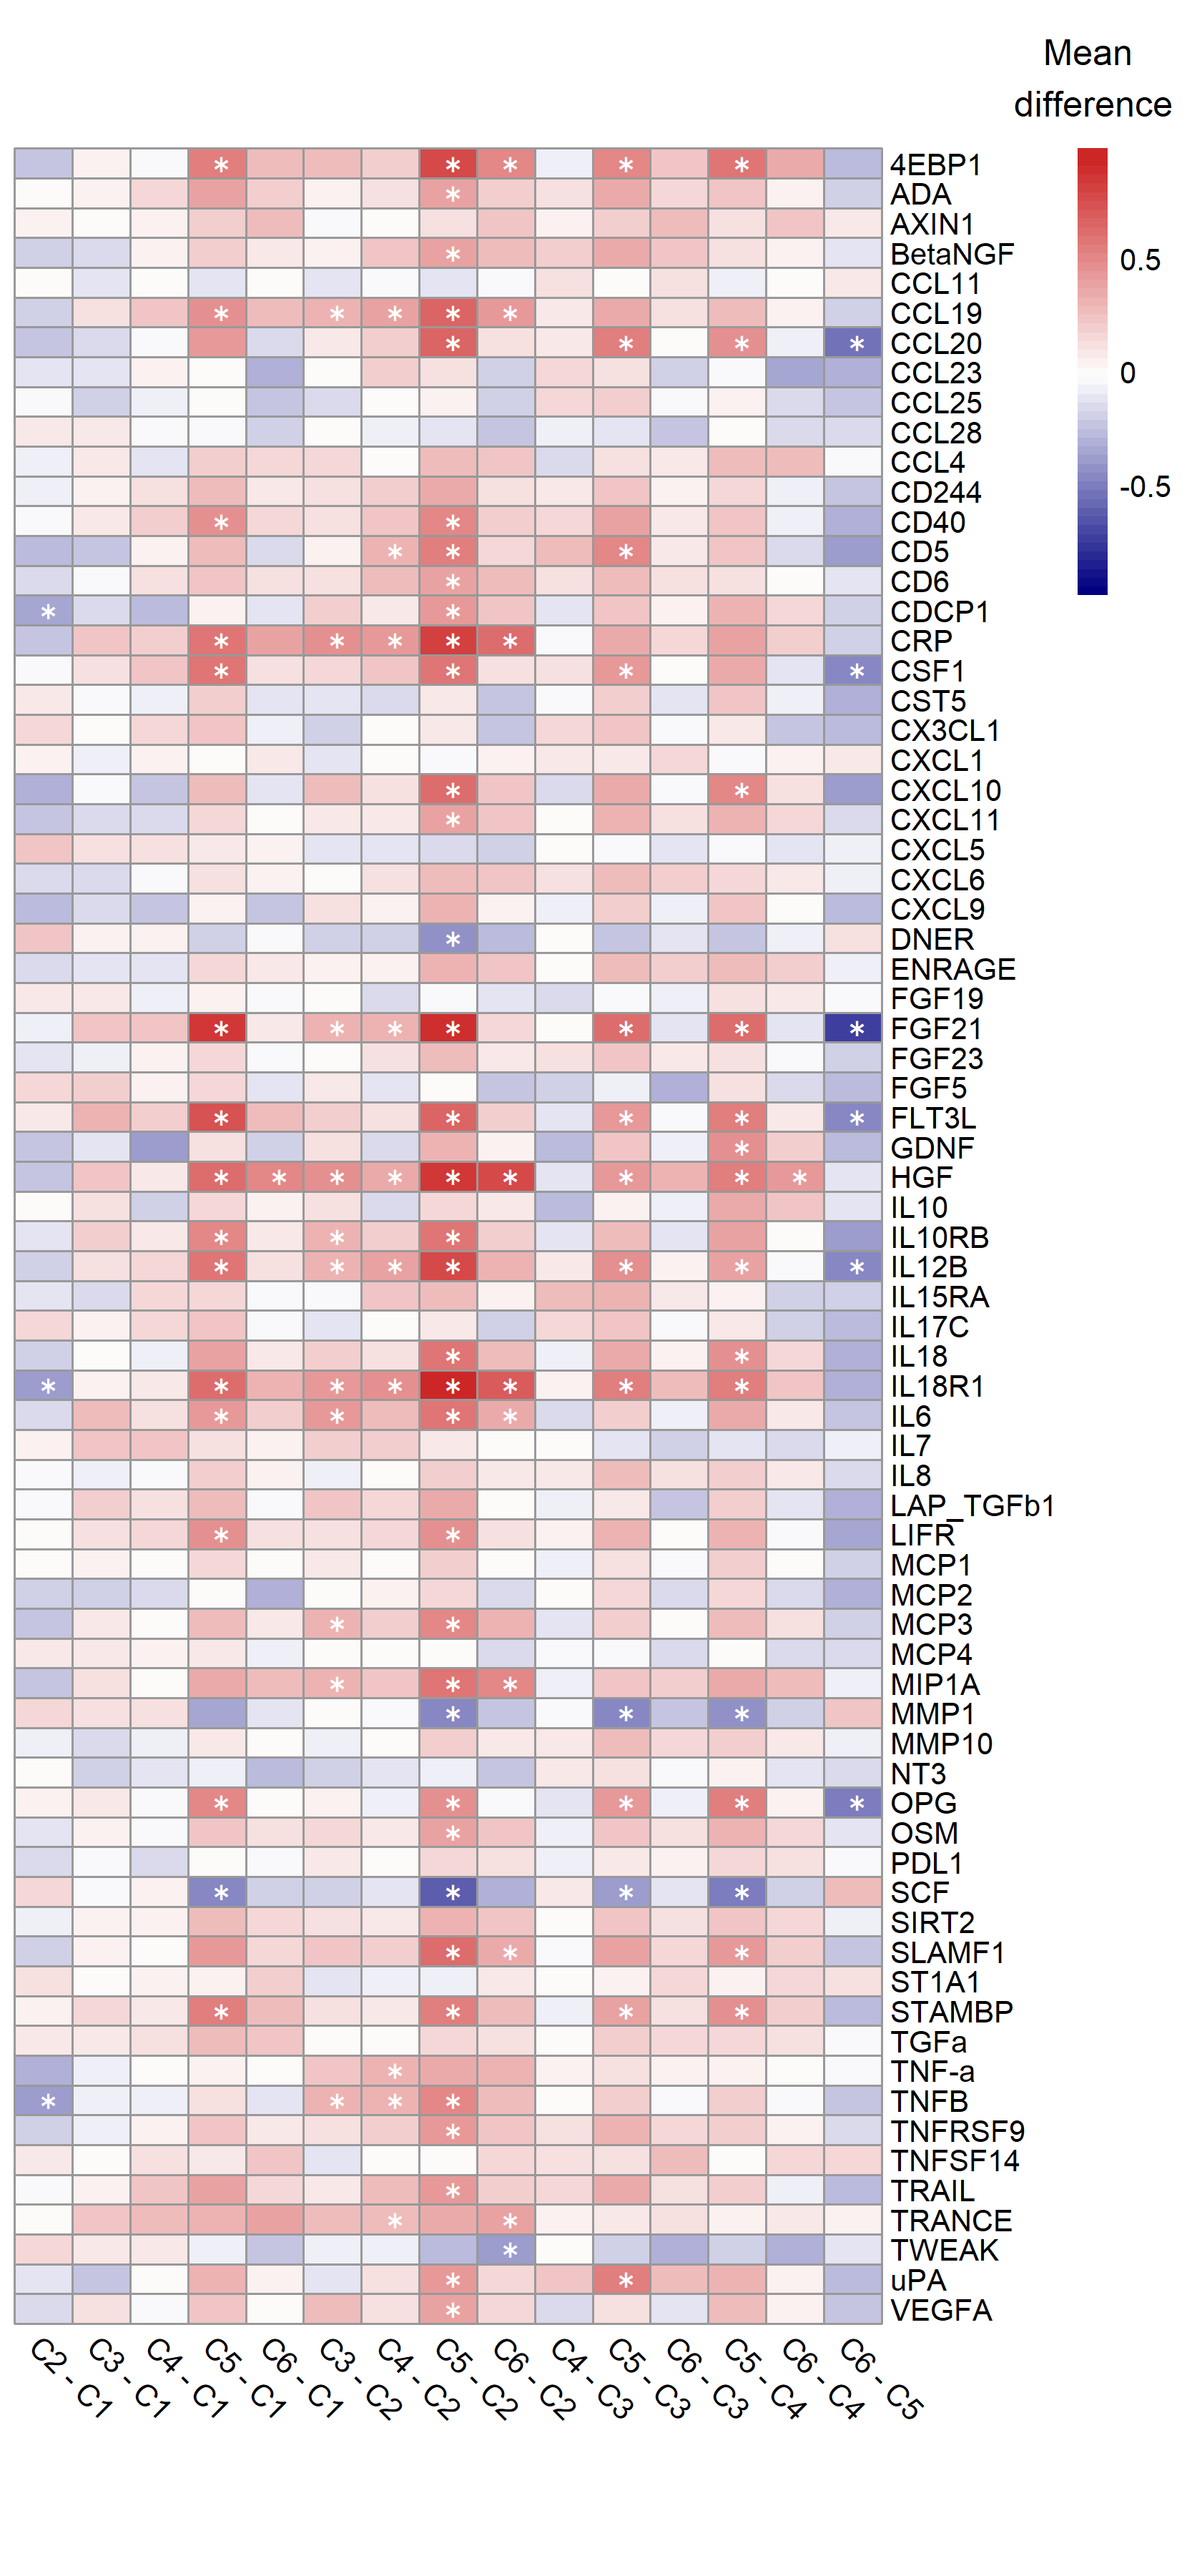 Mean
difference
0.5
0
-0.5
* * * * * 4EBP1
* ADA
AXIN1
* BetaNGF
CCL11
* * * * * CCL19
* * * * CCL20
CCL23
CCL25
CCL28
CCL4
CD244
* * CD40
* * * CD5
* CD6
* * CDCP1
* * * * * CRP
* * * * CSF1
CST5
CX3CL1
CXCL1
* * CXCL10
* CXCL11
CXCL5
CXCL6
CXCL9
* DNER
ENRAGE
FGF19
* * * * * * * FGF21
FGF23
FGF5
* * * * * FLT3L
* GDNF
* * * * * * * * * HGF
IL10
* * * IL10RB
* * * * * * * IL12B
IL15RA
IL17C
* * IL18
* * * * * * * * IL18R1
* * * * IL6
IL7
IL8
LAP_TGFb1
* * LIFR
MCP1
MCP2
* * MCP3
MCP4
* * * MIP1A
* * * MMP1
MMP10
NT3
* * * * * OPG
* OSM
PDL1
* * * * SCF
SIRT2
* * * SLAMF1
ST1A1
* * * * STAMBP
TGFa
* TNF-a
* * * * TNFB
* TNFRSF9
TNFSF14
* TRAIL
* * TRANCE
* TWEAK
* * uPA
* VEGFA
C2 - C1
C3 - C1
C4 - C1
C5 - C1
C6 - C1
C3 - C2
C4 - C2
C5 - C2
C6 - C2
C4 - C3
C5 - C3
C6 - C3
C5 - C4
C6 - C4
C6 - C5